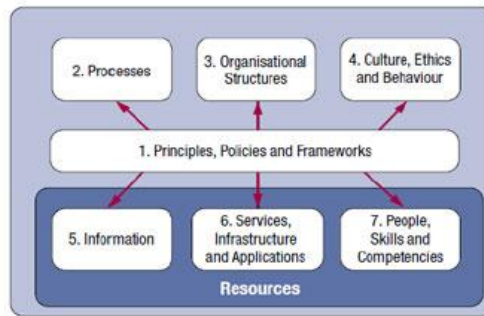 2. Processes
3. Organisational
Structures
4. Culture, Ethics
and Behaviour
1. Principles, Policies and Frameworks
5. Information
6. Services,
Infrastructure
and Applications
7. People,
Skills and
Competencies
Resources